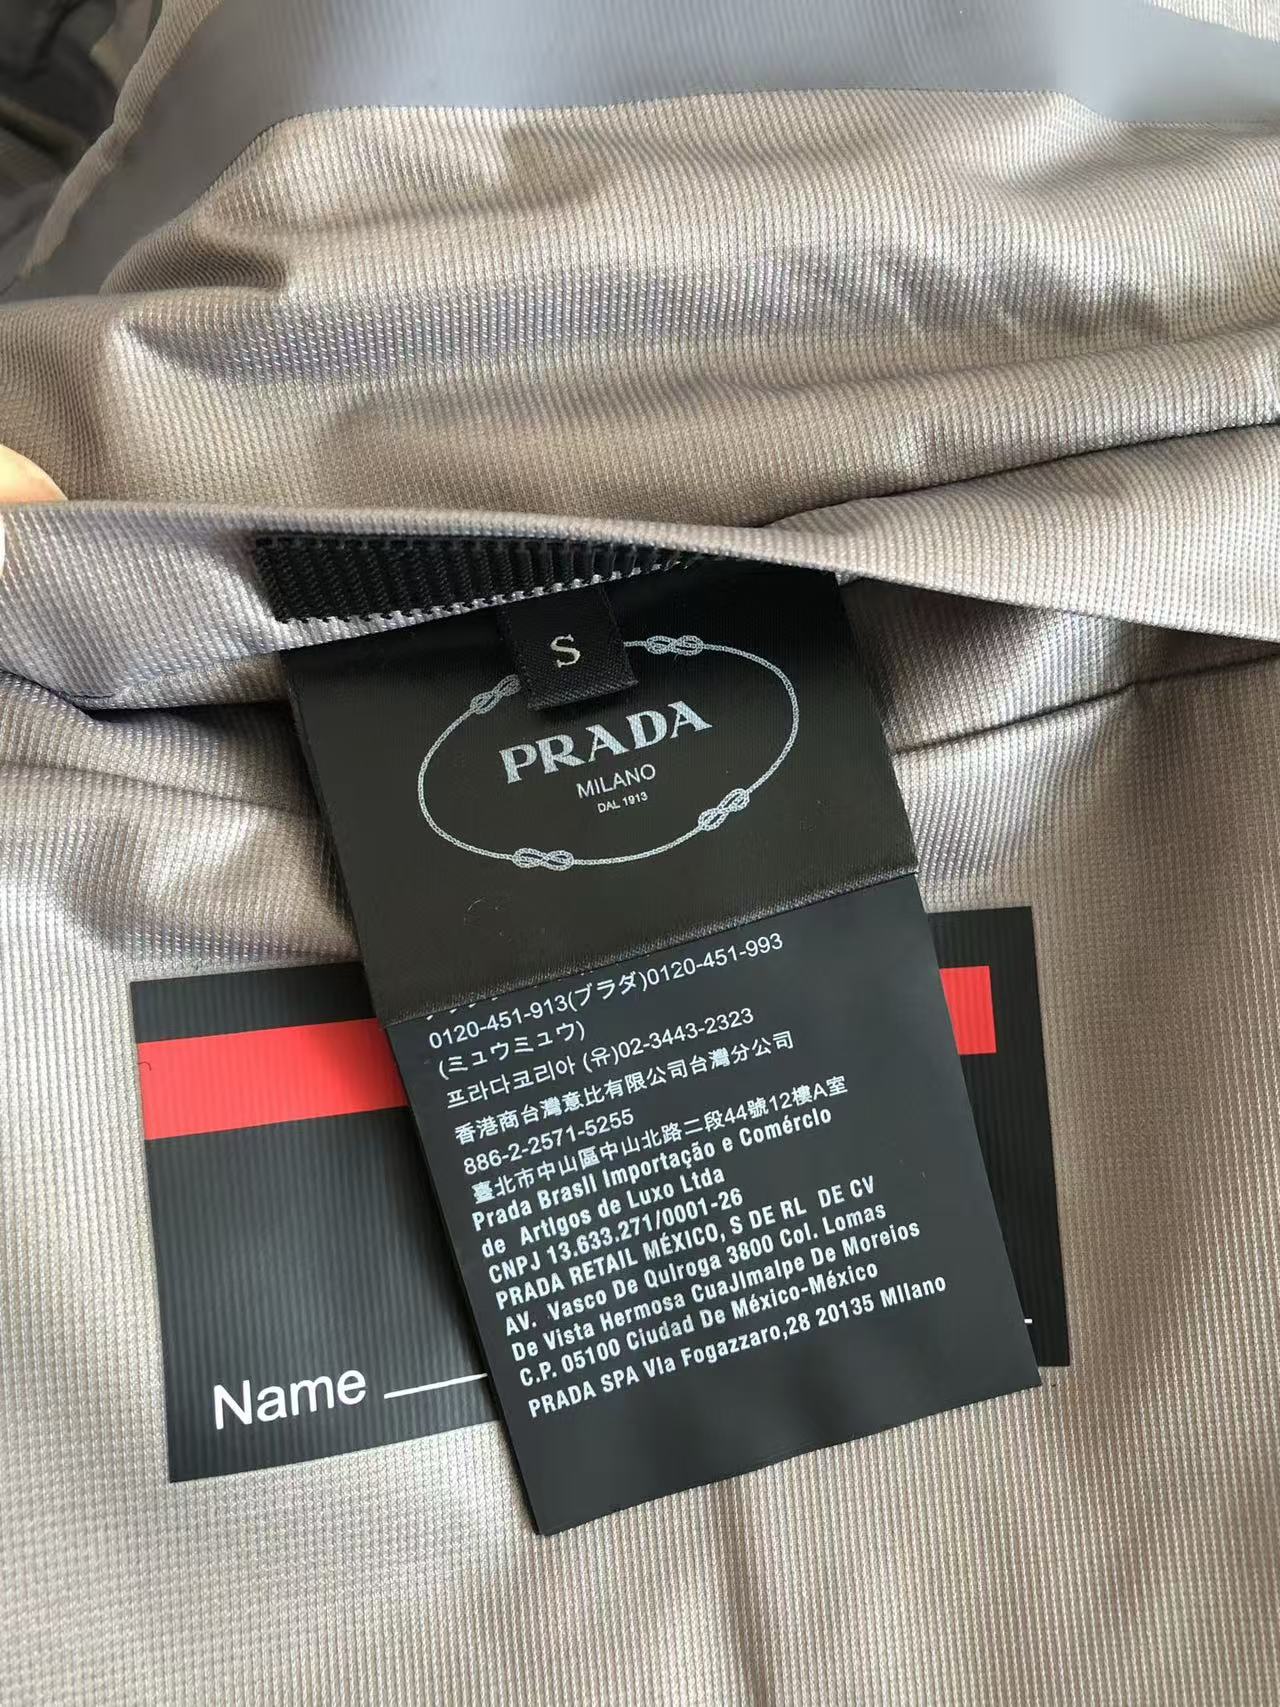 S
PRADA
MILANO
DAL 1913
0120-451-913(プラダ)0120-451-993
(ミュウミュウ)
프라다코리아 (유)02-3443-2323
香港商台灣意比有限公司台灣分公司
886-2-2571-5255
臺北市中山區中山北路二段44號12樓A室
Prada BrasIl Importação e ComércIo
de ArtIgos de Luxo Ltda
CNPJ 13.633.271/0001-26
PRADA RETAIL MÉXICO, S DE RL DE CV
AV. Vasco De QuIroga 3800 Col. Lomas
De VIsta Hermosa CuaJImalpe De MoreIos
C.P. 05100 CIudad De MéxIco-MéxIco
PRADA SPA VIa Fogazzaro,28 20135 MIlano
Name